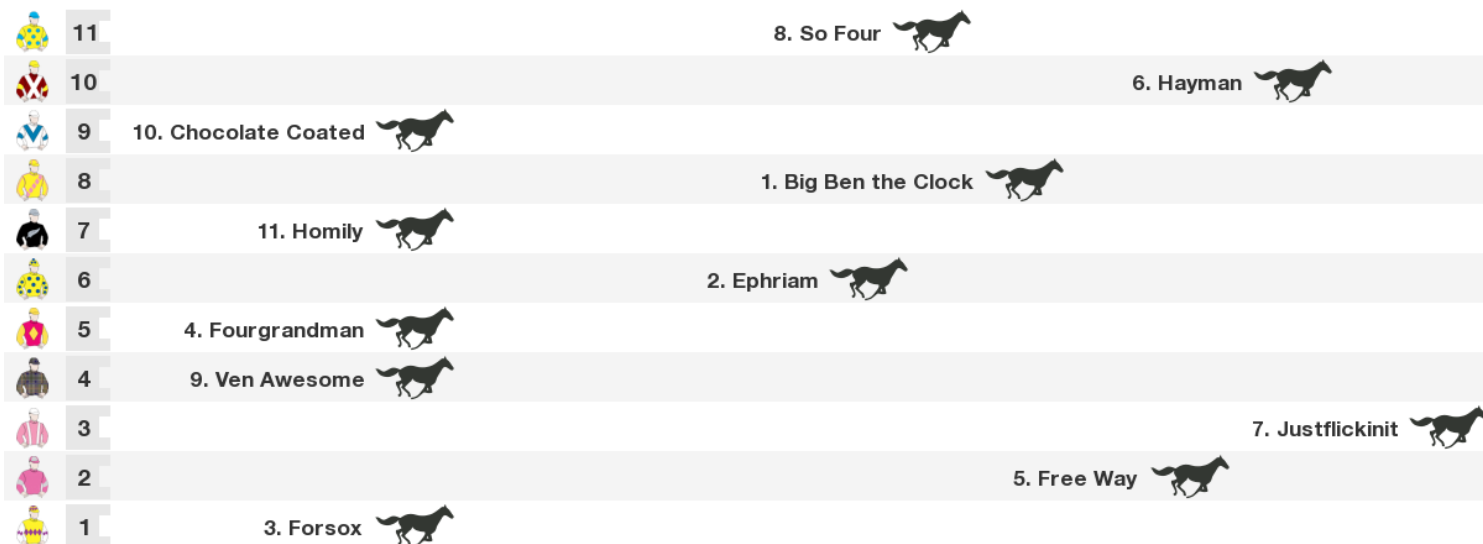 11 8. So Four
10 6. Hayman
9 10. Chocolate Coated
8 1. Big Ben the Clock
7 11. Homily
6 2. Ephriam
5 4. Fourgrandman
4 9. Ven Awesome
3 7. Justflickinit
2 5. Free Way
1 3. Forsox